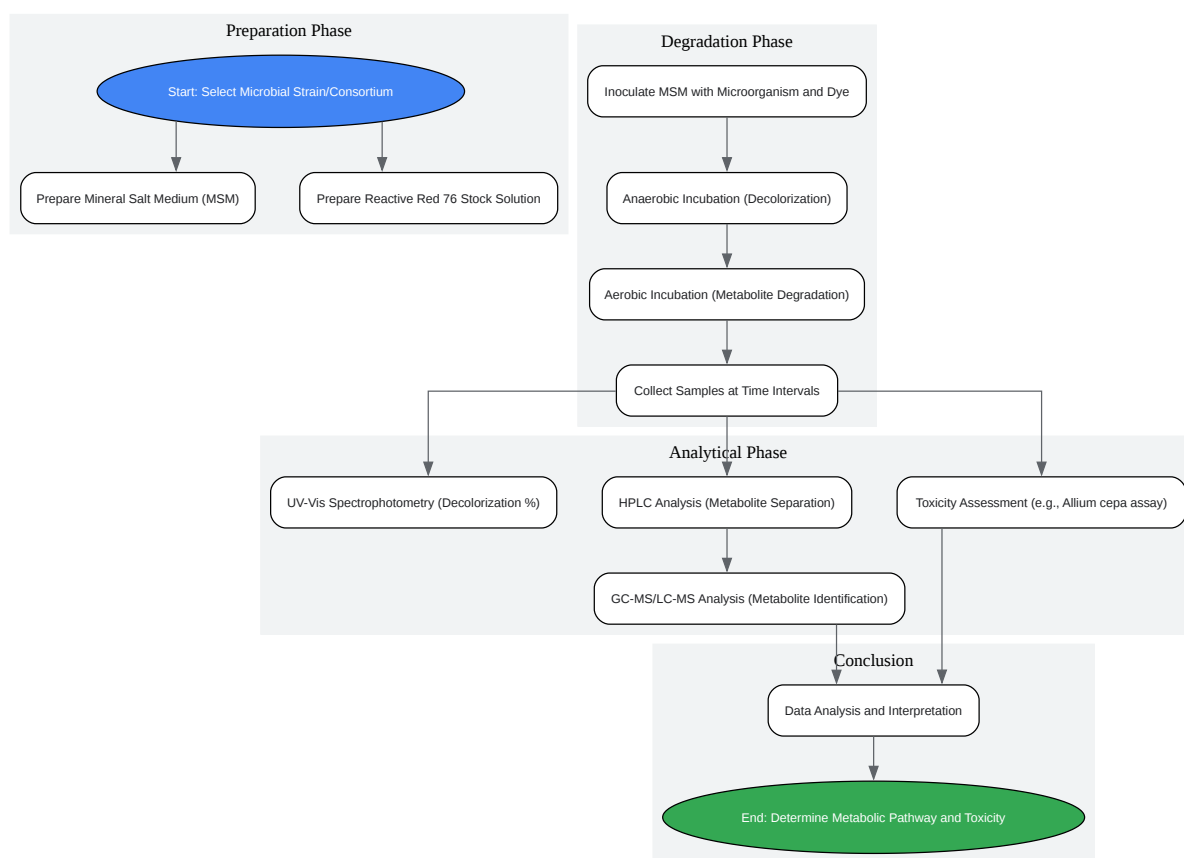 Preparation Phase
Start: Select Microbial Strain/Consortium
Prepare Mineral Salt Medium (MSM)
Prepare Reactive Red 76 Stock Solution
Degradation Phase
Inoculate MSM with Microorganism and Dye
Anaerobic Incubation (Decolorization)
Aerobic Incubation (Metabolite Degradation)
Collect Samples at Time Intervals
Analytical Phase
UV-Vis Spectrophotometry (Decolorization %)
HPLC Analysis (Metabolite Separation)
Toxicity Assessment (e.g., Allium cepa assay)
GC-MS/LC-MS Analysis (Metabolite Identification)
Conclusion
Data Analysis and Interpretation
End: Determine Metabolic Pathway and Toxicity